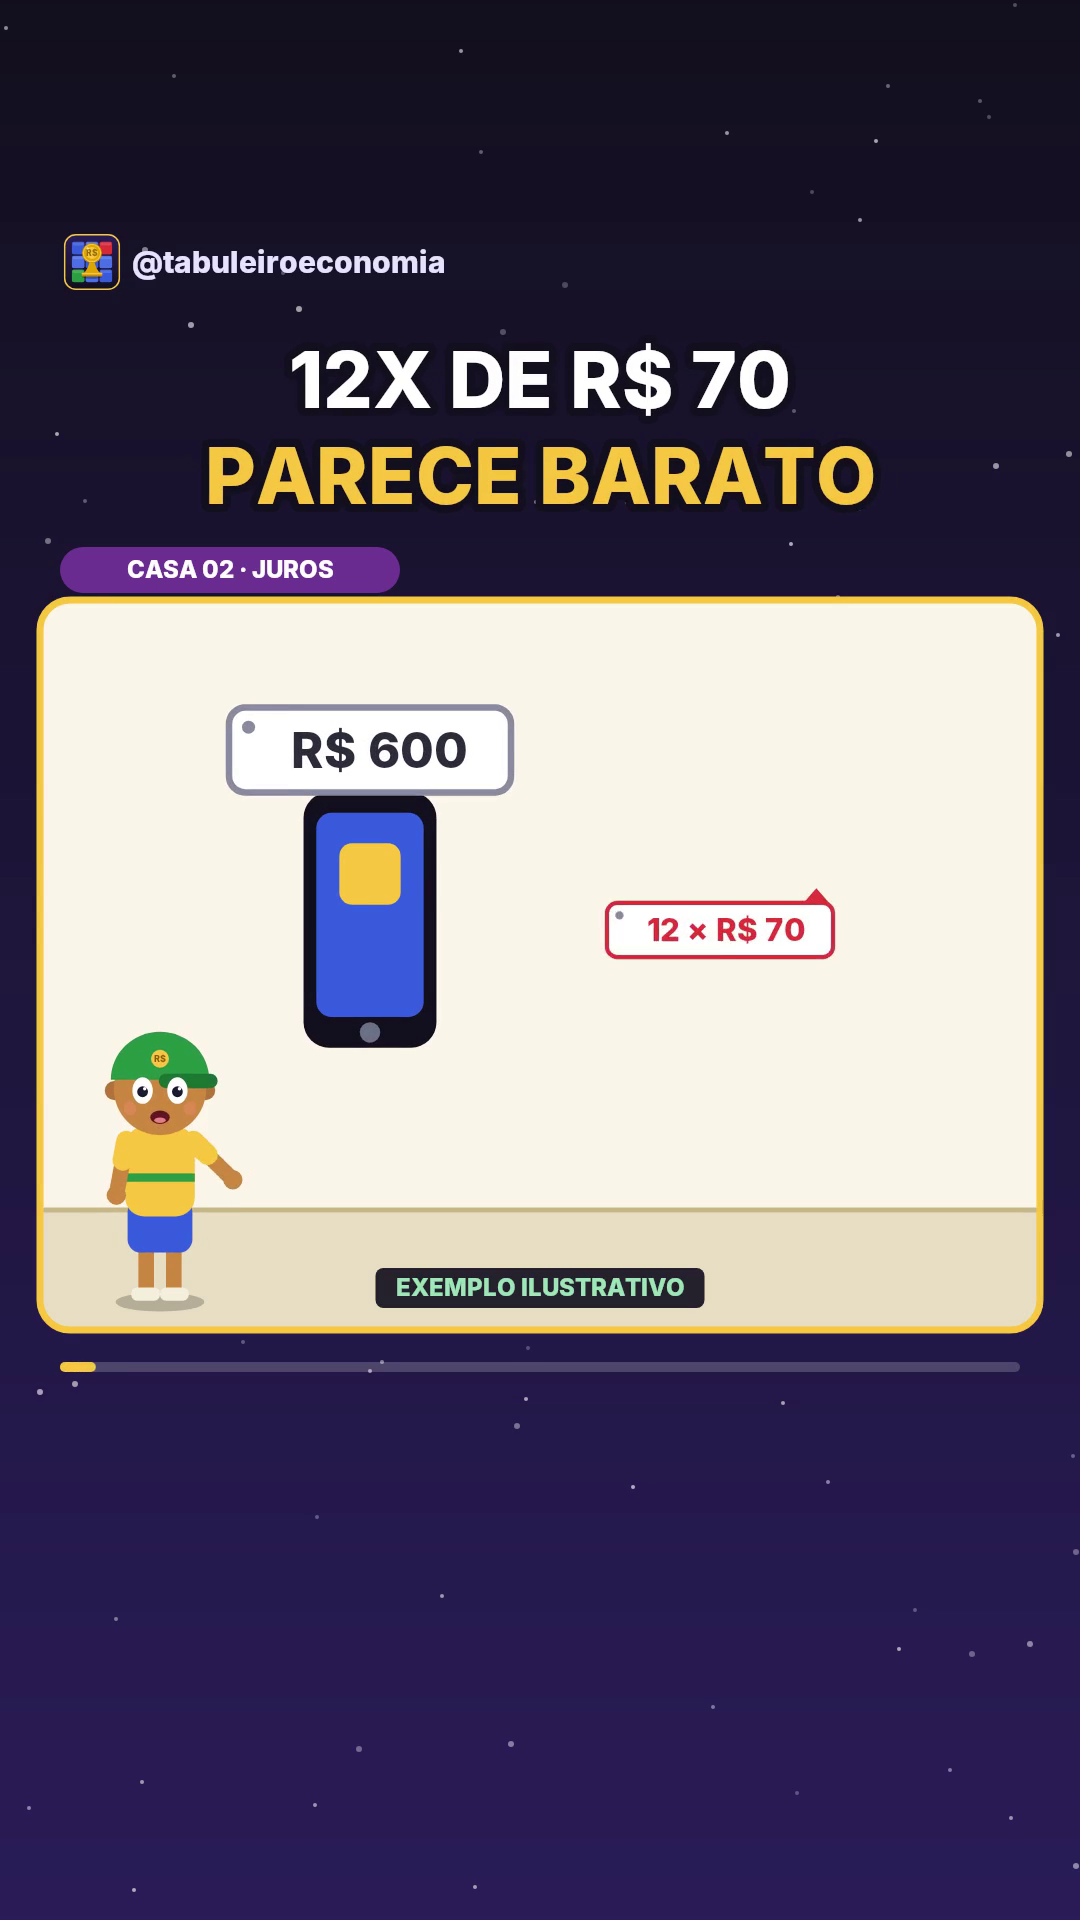 R$
@tabuleiroeconomia
12X DE R$ 70
PARECE BARATO
CASA 02 · JUROS
R$ 600
12 × R$ 70
R$
EXEMPLO ILUSTRATIVO